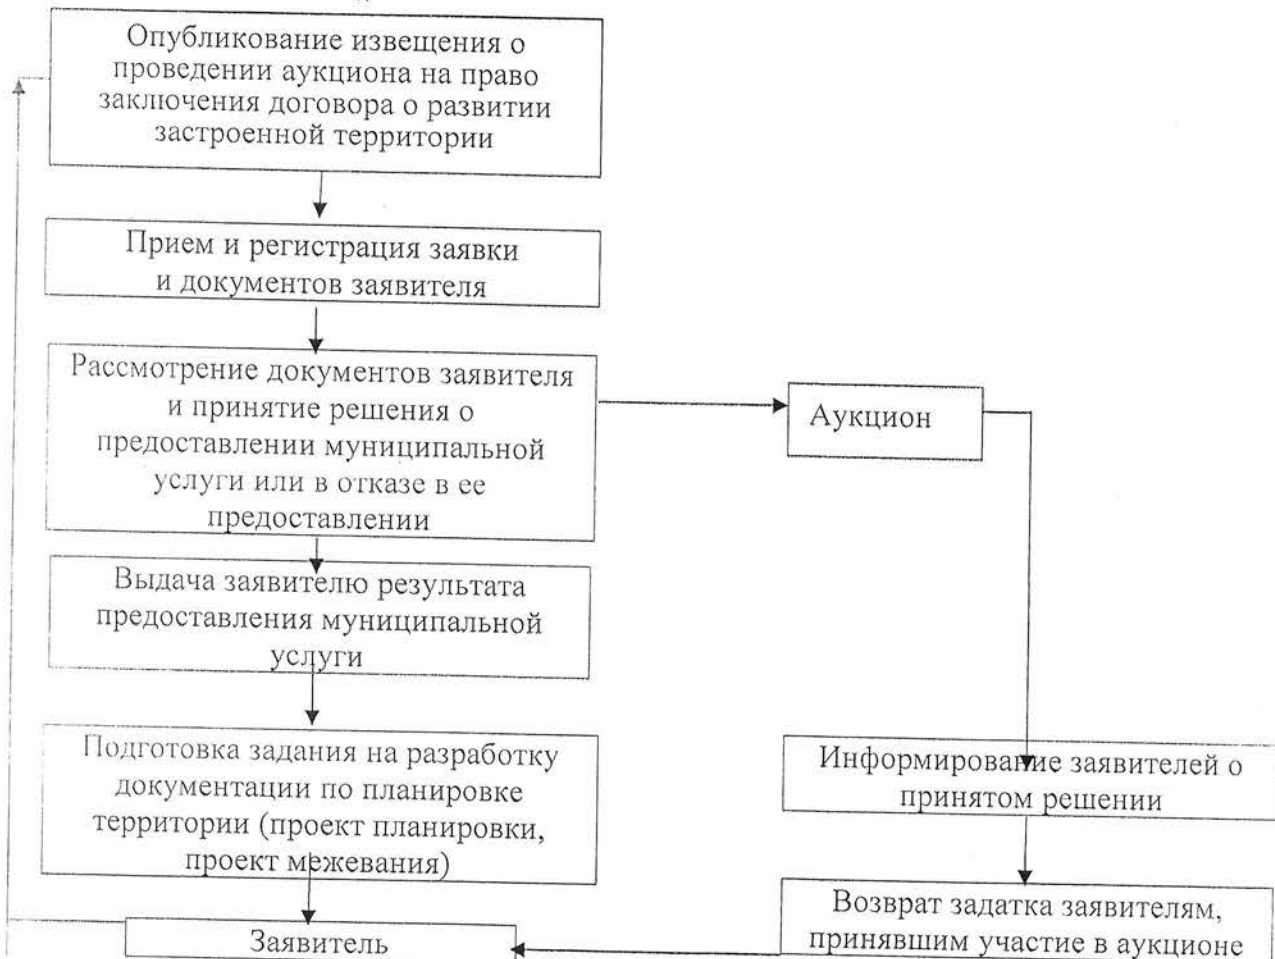 Опубликование извещения о
проведении аукциона на право
заключения договора о развитии
застроенной территории
Прием и регистрация заявки
и документов заявителя
Рассмотрение документов заявителя
и принятие решения о
предоставлении муниципальной
услуги или в отказе в ее
предоставлении
Аукцион
Выдача заявителю результата
предоставления муниципальной
услуги
Подготовка задания на разработку
документации по планировке
территории (проект планировки,
проект межевания)
Информирование заявителей о
принятом решении
Возврат задатка заявителям,
принявшим участие в аукционе
Заявитель